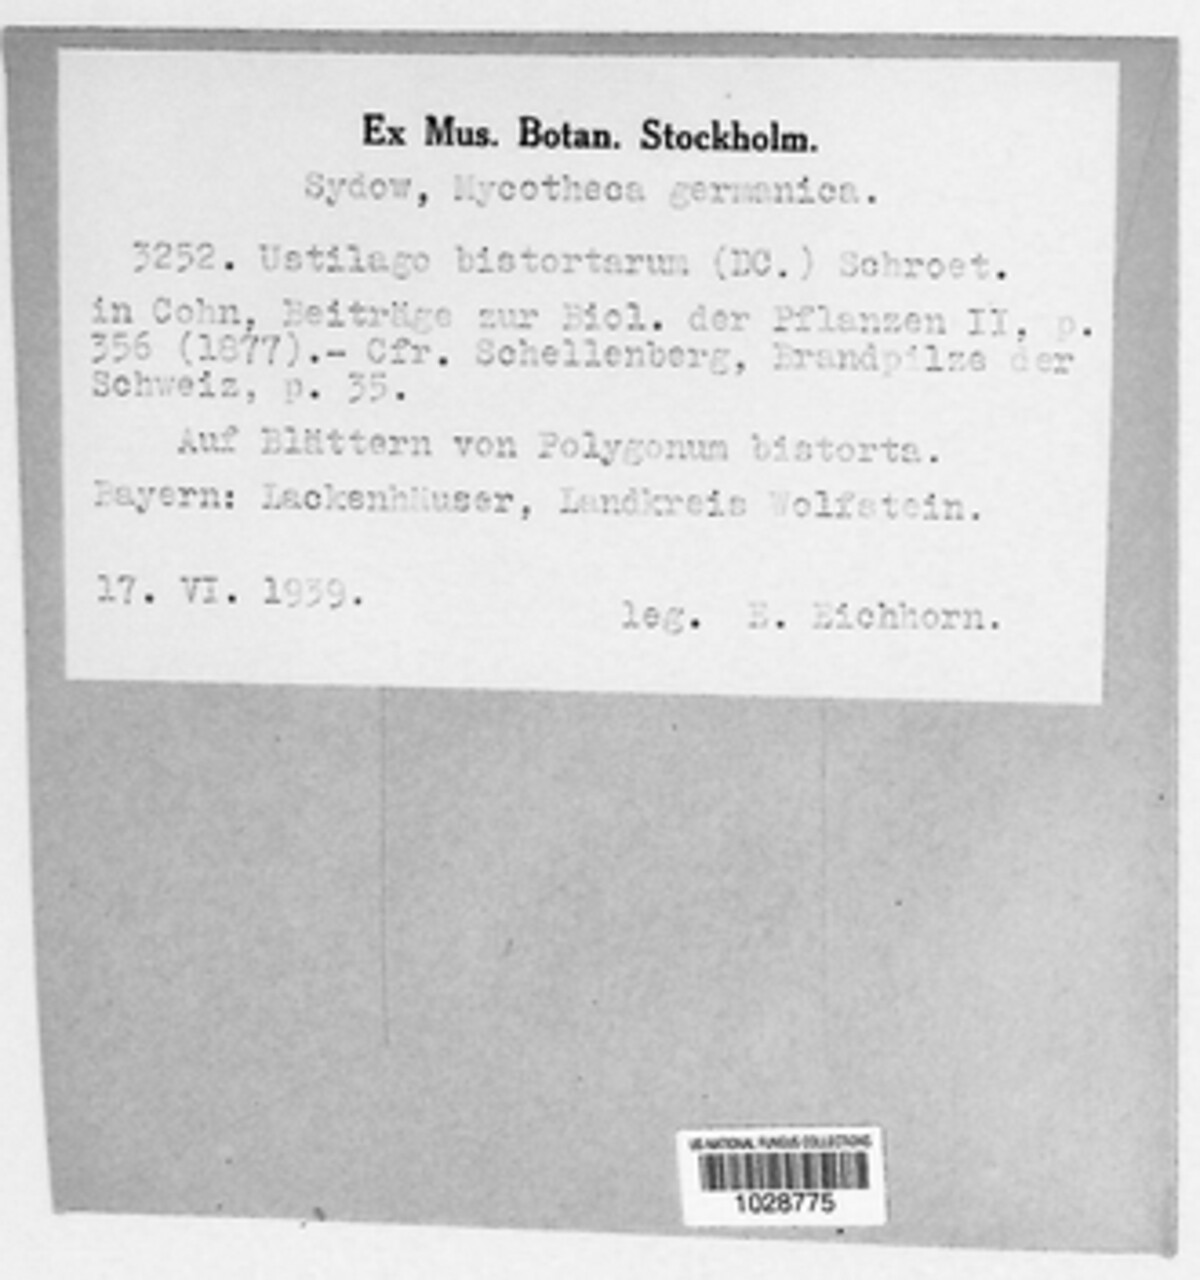 Ex Mus. Botan. Stockholm.
Sydow, Mycotheca germanica.
3252. Ustilago bistortarum (DC.) Schroet.
in Cohn, Beiträge zur Biol. der Pflanzen II, p.
356 (1877).- Cfr. Schellenberg, Brandpilze der
Schweiz, p. 35.
Auf Blättern von Polygonum bistorta.
Bayern: Lackenhäuser, Landkreis Wolfstein.
17. VI. 1939.
leg. E. Eichhorn.
US NATIONAL FUNGUS COLLECTIONS
1028775